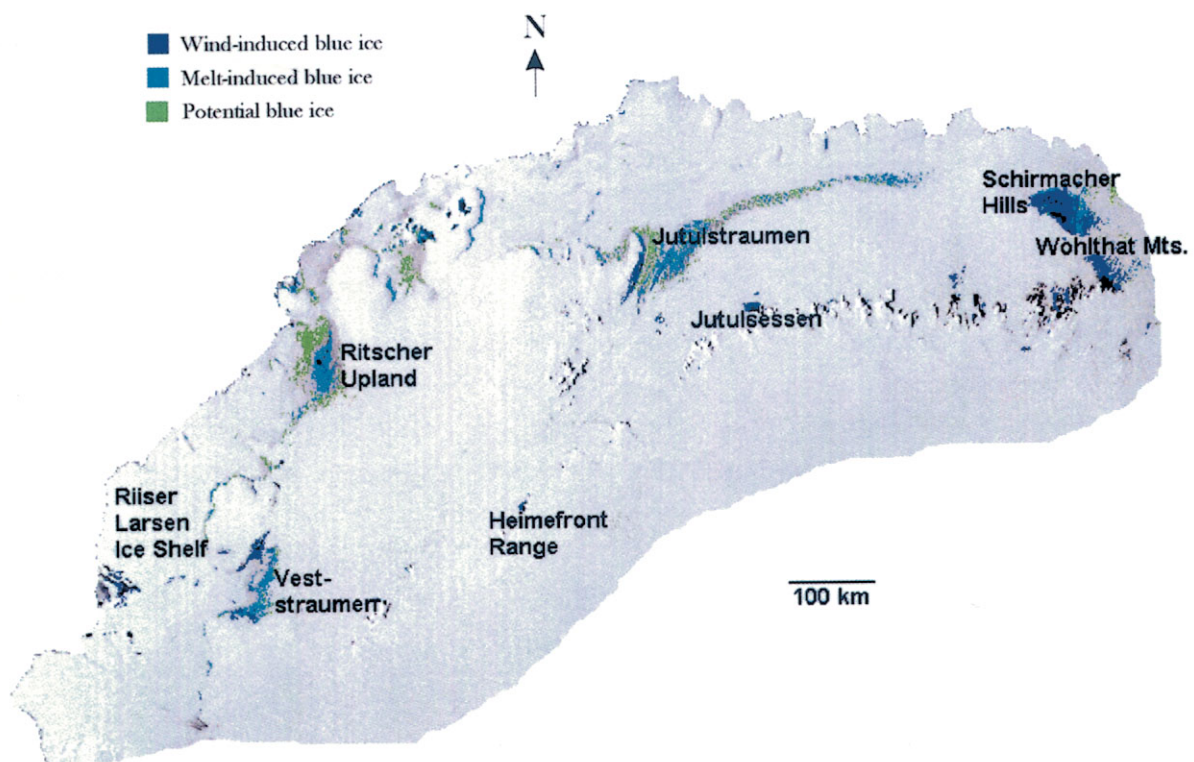 N
Wind-induced blue ice
Melt-induced blue ice
Potential blue ice
Schirmacher
Hills
Jutulstraumen
Wohlthat Mts.
Jutulsessen
Ritscher
Upland
Riiser
Larsen
Ice Shelf
Heimefront
Range
Vest-
straumen
100 km